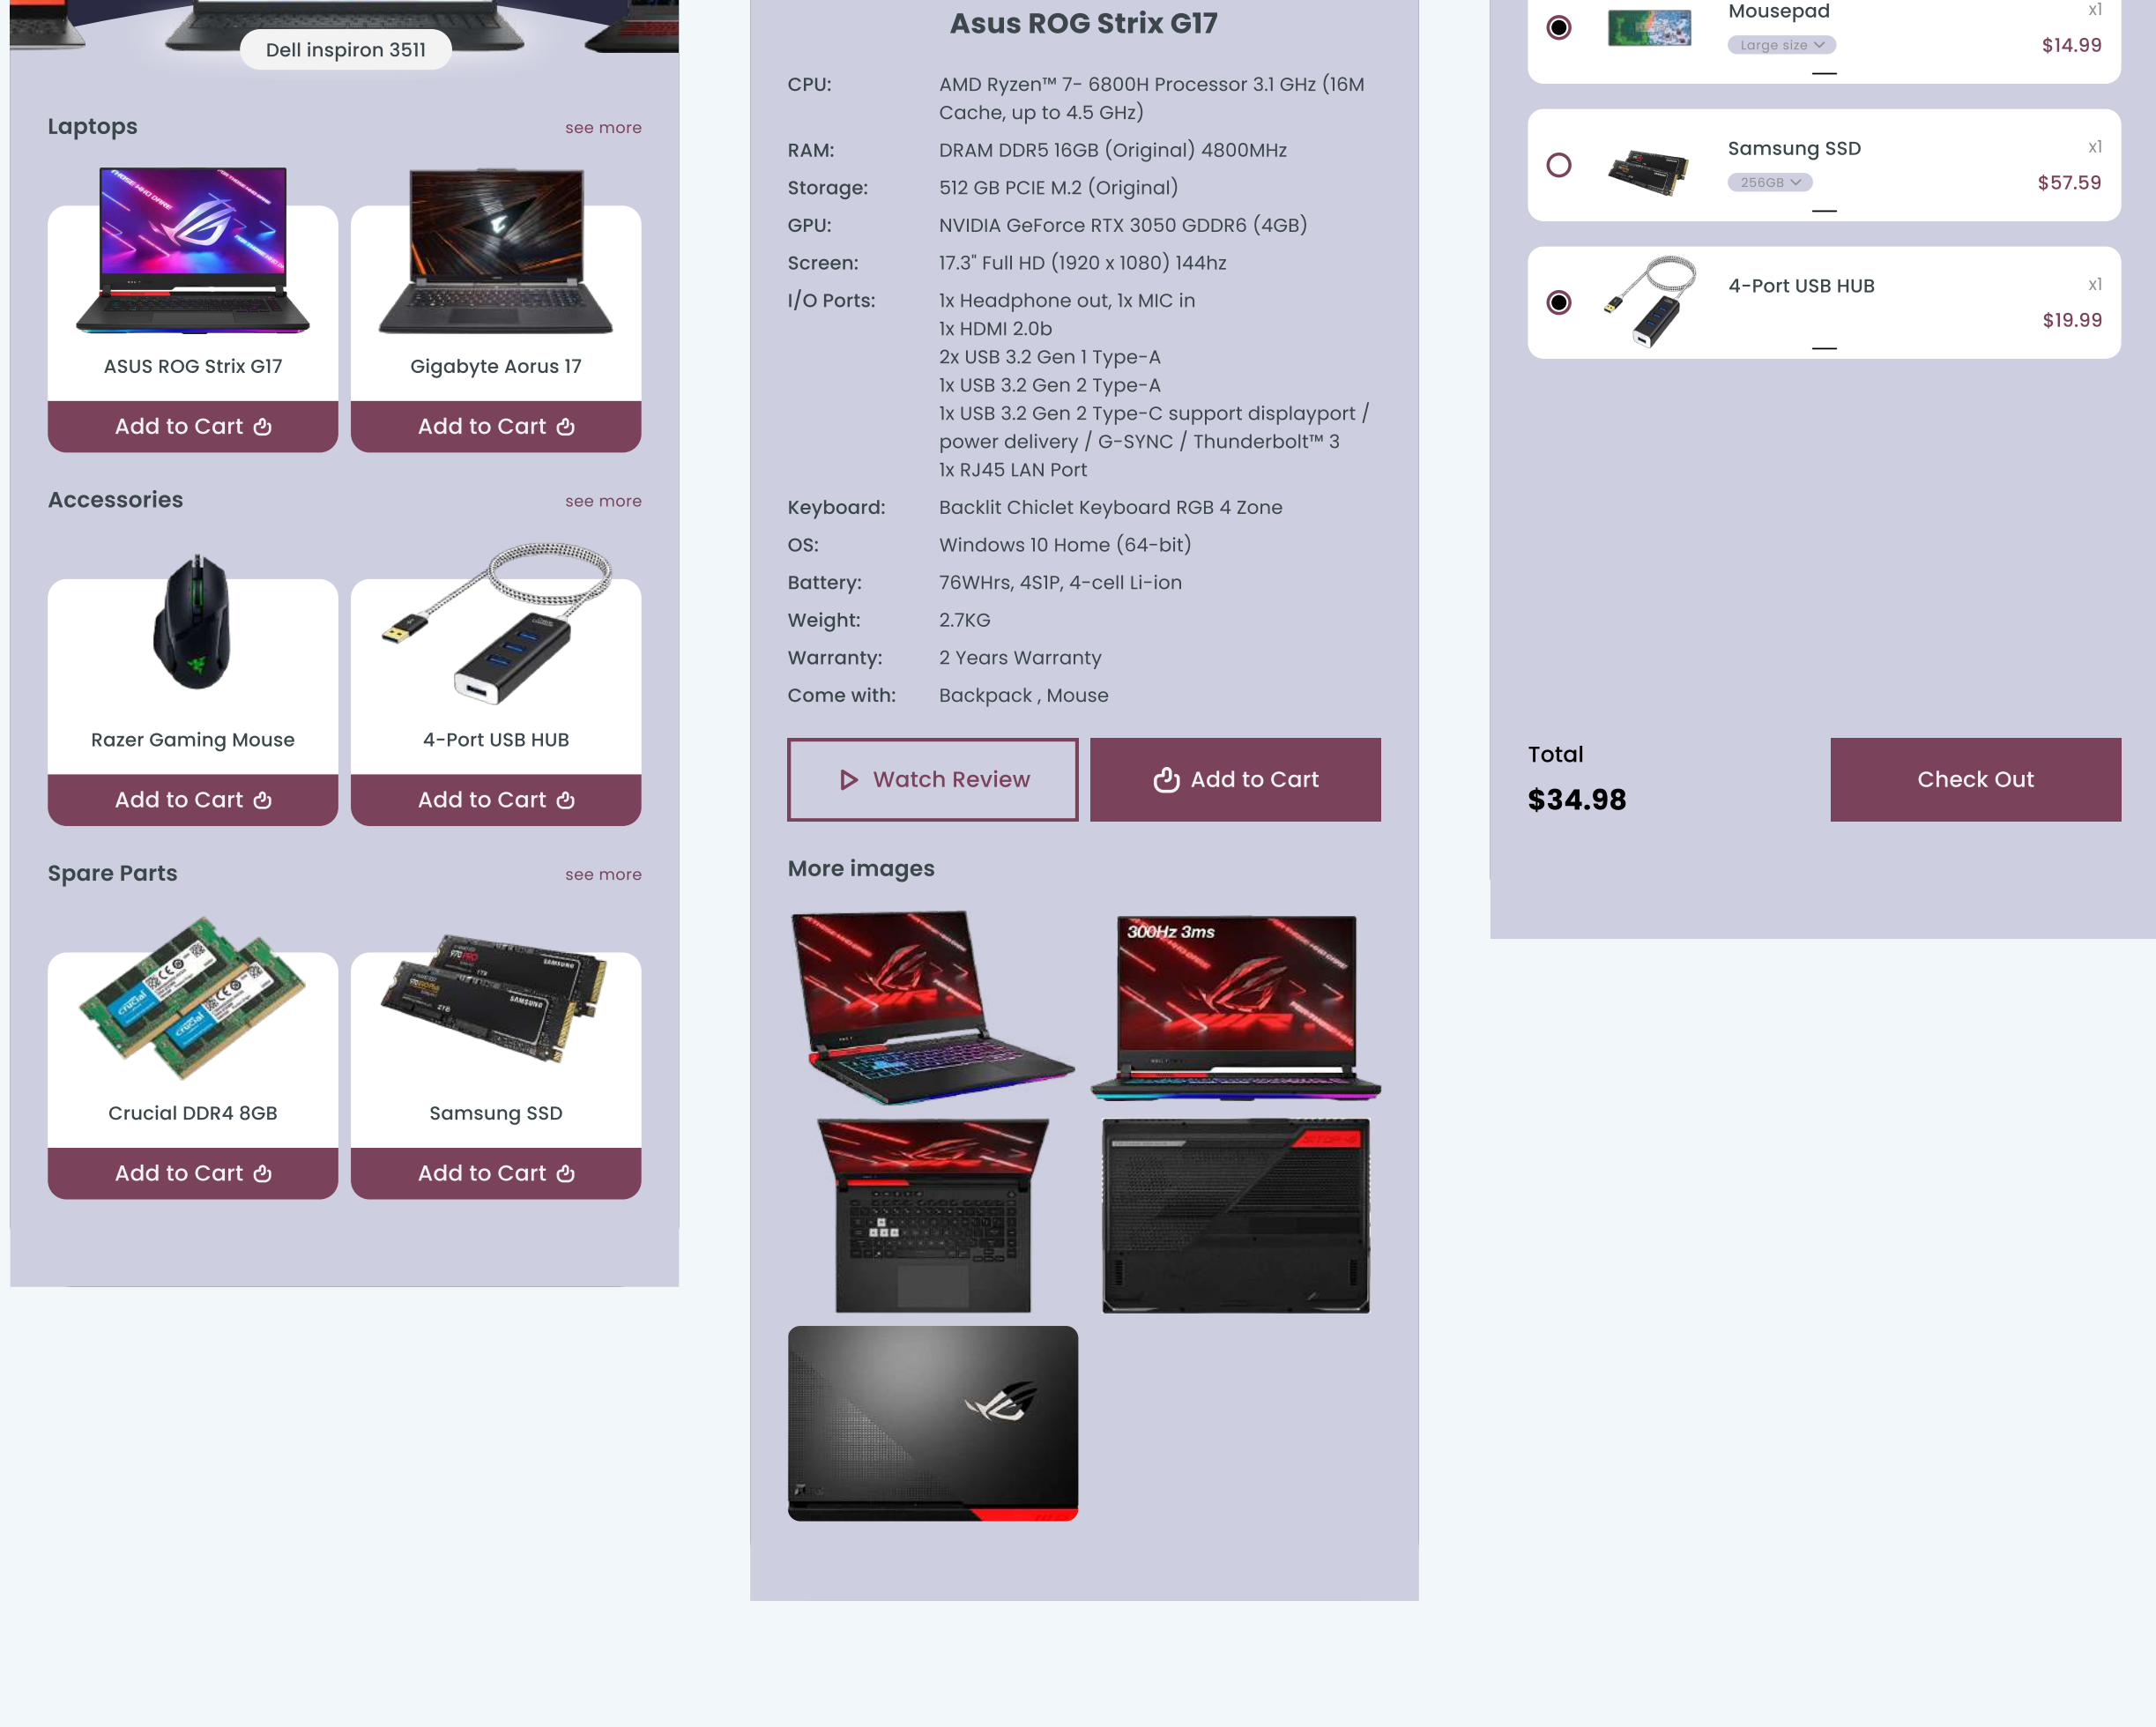 Dell inspiron 3511
Laptops
see more
ASUS ROG Strix G17
Gigabyte Aorus 17
Add to Cart
Add to Cart
Accessories
see more
Razer Gaming Mouse
4-Port USB HUB
Add to Cart
Add to Cart
Spare Parts
see more
crucial
crucial
970 PRO
1TB
SAMSUNG
2TB
SAMSUNG
Crucial DDR4 8GB
Samsung SSD
Add to Cart
Add to Cart
Asus ROG Strix G17
CPU:
AMD Ryzen™ 7- 6800H Processor 3.1 GHz (16M
Cache, up to 4.5 GHz)
RAM:
DRAM DDR5 16GB (Original) 4800MHz
Storage:
512 GB PCIE M.2 (Original)
GPU:
NVIDIA GeForce RTX 3050 GDDR6 (4GB)
Screen:
17.3" Full HD (1920 x 1080) 144hz
I/O Ports:
1x Headphone out, 1x MIC in
1x HDMI 2.0b
2x USB 3.2 Gen 1 Type-A
1x USB 3.2 Gen 2 Type-A
1x USB 3.2 Gen 2 Type-C support displayport /
power delivery / G-SYNC / Thunderbolt™ 3
1x RJ45 LAN Port
Keyboard:
Backlit Chiclet Keyboard RGB 4 Zone
OS:
Windows 10 Home (64-bit)
Battery:
76WHrs, 4S1P, 4-cell Li-ion
Weight:
2.7KG
Warranty:
2 Years Warranty
Come with:
Backpack , Mouse
Watch Review
Add to Cart
More images
300Hz 3ms
Mousepad
x1
Large size
$14.99
Samsung SSD
x1
256GB
$57.59
4-Port USB HUB
x1
$19.99
Total
$34.98
Check Out